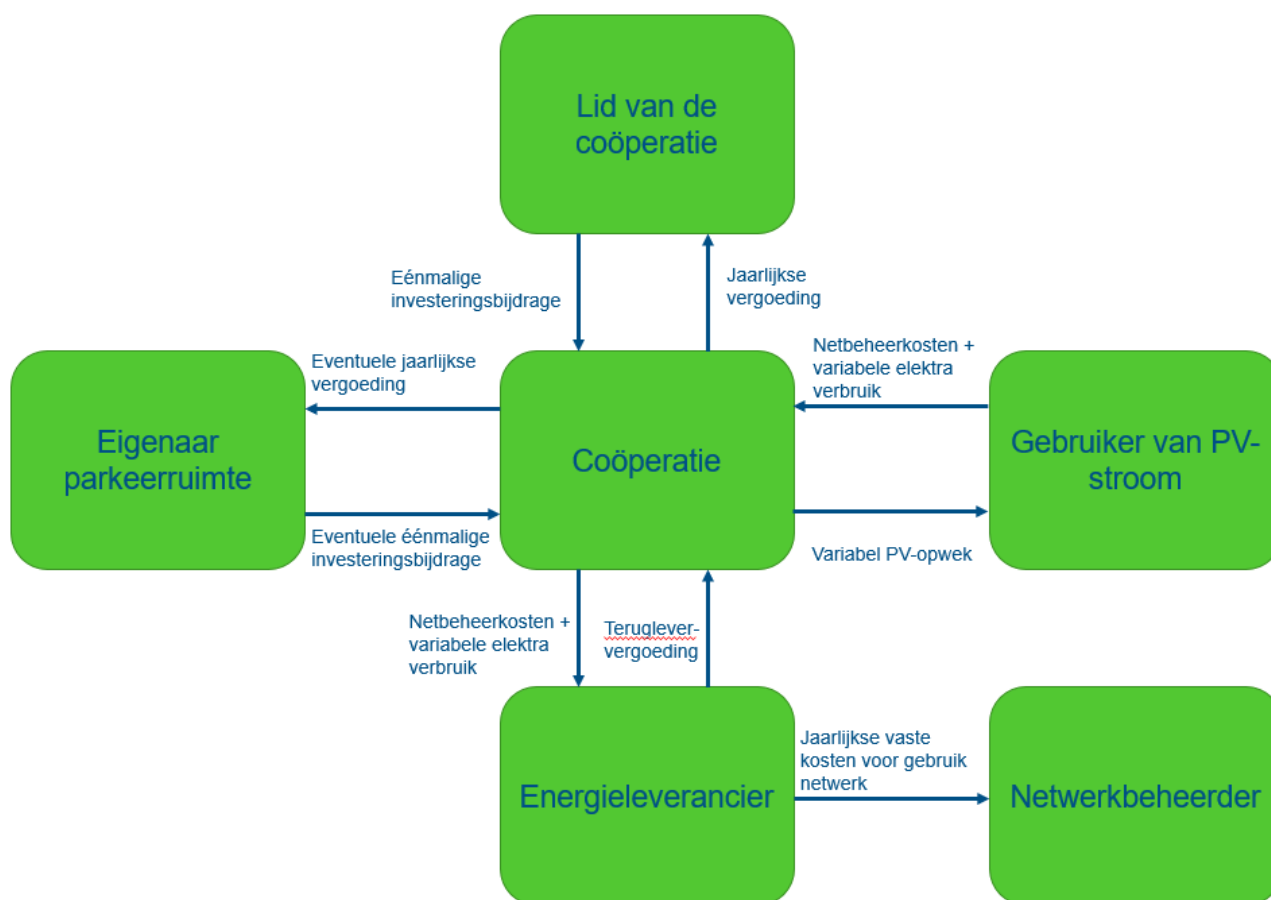 Lid van de
coöperatie
Eénmalige
investeringsbijdrage
Jaarlijkse
vergoeding
Eventuele jaarlijkse
vergoeding
Netbeheerkosten +
variabele elektra
verbruik
Eigenaar
parkeerruimte
Coöperatie
Gebruiker van PV-
stroom
Eventuele éénmalige
investeringsbijdrage
Variabel PV-opwek
Netbeheerkosten +
variabele elektra
verbruik
Teruglever-
vergoeding
Energieleverancier
Jaarlijkse vaste
kosten voor gebruik
netwerk
Netwerkbeheerder